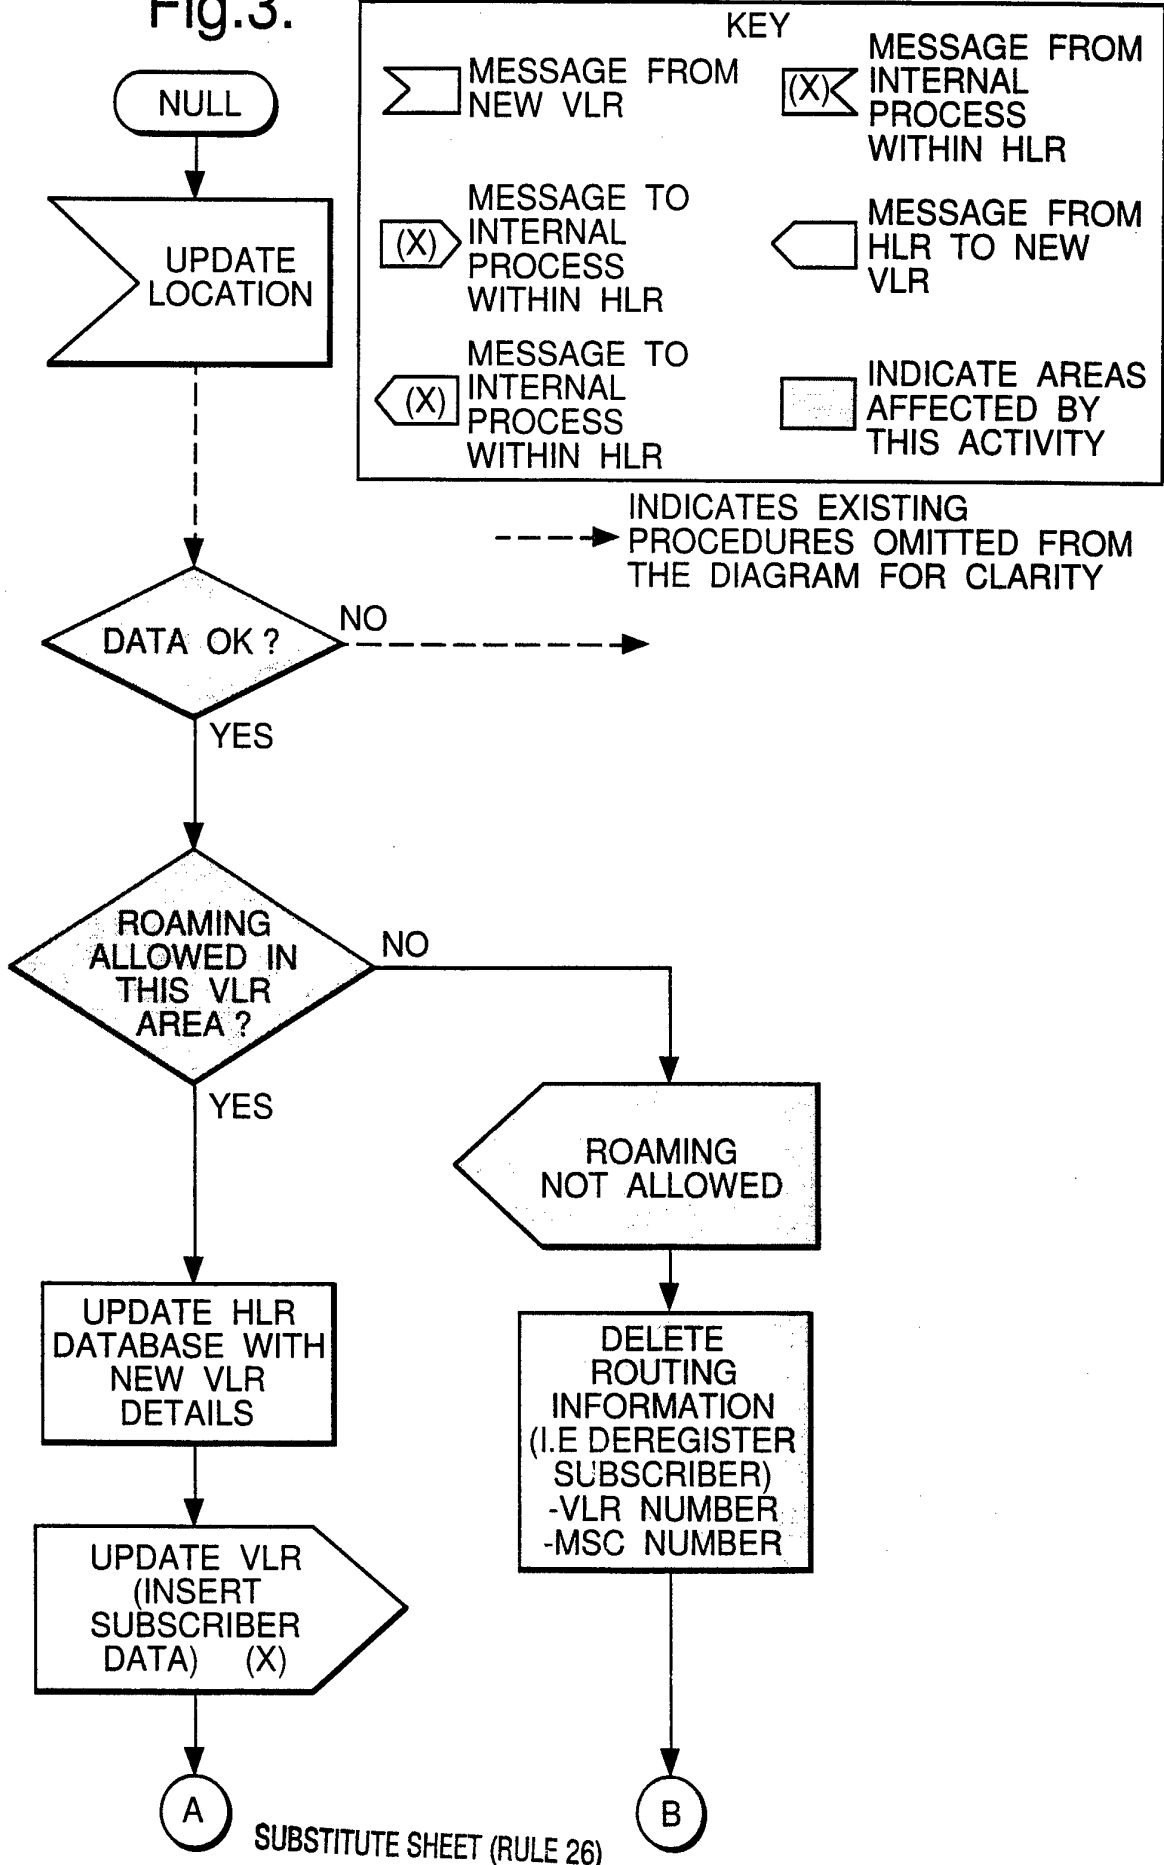 Fig.3.
KEY
MESSAGE FROM
NEW VLR
(X)
MESSAGE FROM
INTERNAL
PROCESS
WITHIN HLR
(X)
MESSAGE TO
INTERNAL
PROCESS
WITHIN HLR
MESSAGE FROM
HLR TO NEW
VLR
(X)
MESSAGE TO
INTERNAL
PROCESS
WITHIN HLR
INDICATE AREAS
AFFECTED BY
THIS ACTIVITY
INDICATES EXISTING
PROCEDURES OMITTED FROM
THE DIAGRAM FOR CLARITY
NULL
UPDATE
LOCATION
DATA OK ?
NO
YES
ROAMING
ALLOWED IN
THIS VLR
AREA ?
NO
YES
ROAMING
NOT ALLOWED
UPDATE HLR
DATABASE WITH
NEW VLR
DETAILS
DELETE
ROUTING
INFORMATION
(I.E DEREGISTER
SUBSCRIBER)
-VLR NUMBER
-MSC NUMBER
UPDATE VLR
(INSERT
SUBSCRIBER
DATA) (X)
A
B
SUBSTITUTE SHEET (RULE 26)